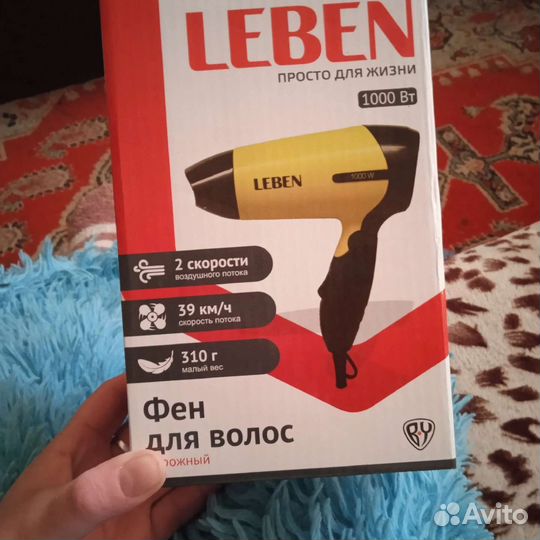 LEBEN
ПРОСТО ДЛЯ ЖИЗНИ
1000 Вт
1000 W
LEBEN
2 скорости
воздушного потока
39 км/ч
скорость потока
310 г
малый вес
Фен
для волос
рожный
BY
Avito